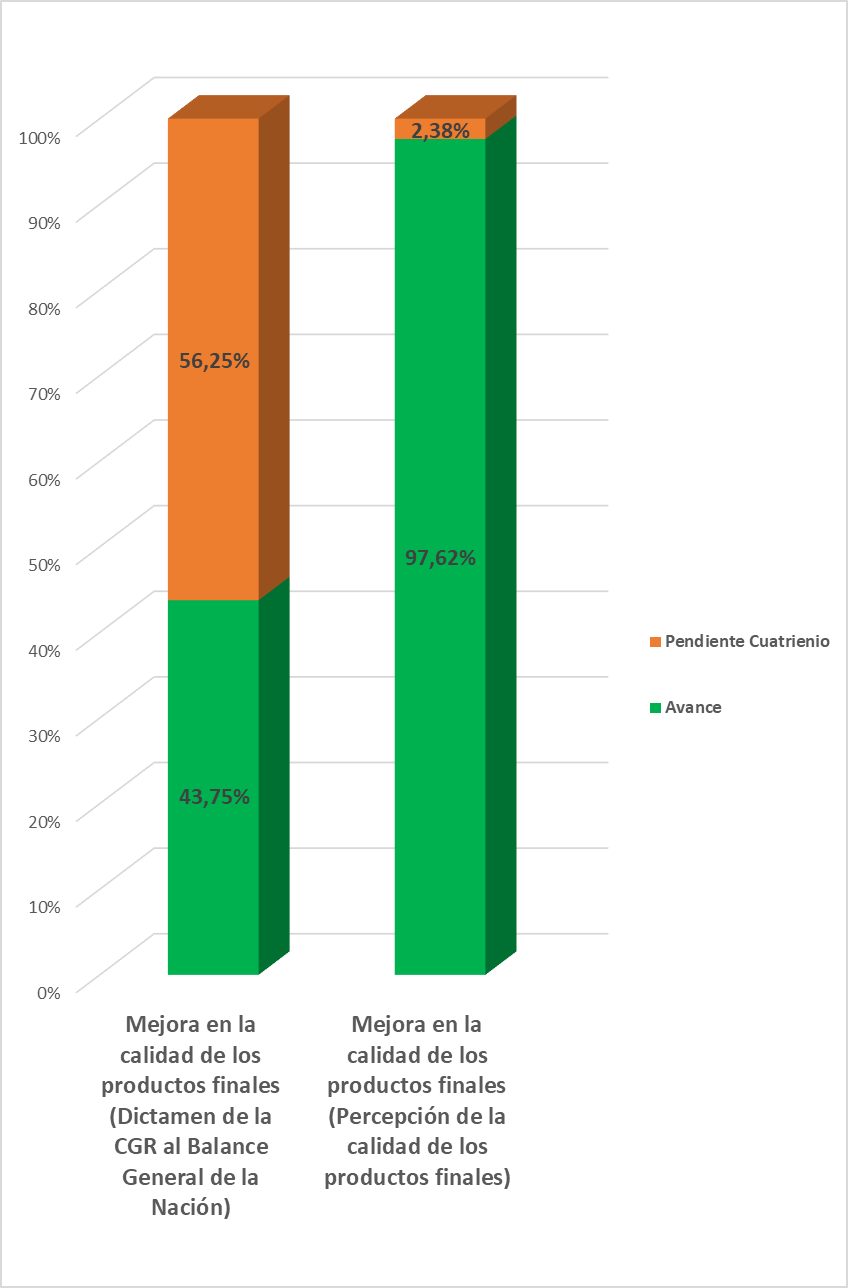 100%
90%
80%
70%
60%
50%
40%
30%
20%
10%
0%
2,38%
56,25%
97,62%
43,75%
Pendiente Cuatrienio
Avance
Mejora en la
calidad de los
productos finales
(Dictamen de la
CGR al Balance
General de la
Nación)
Mejora en la
calidad de los
productos finales
(Percepción de la
calidad de los
productos finales)